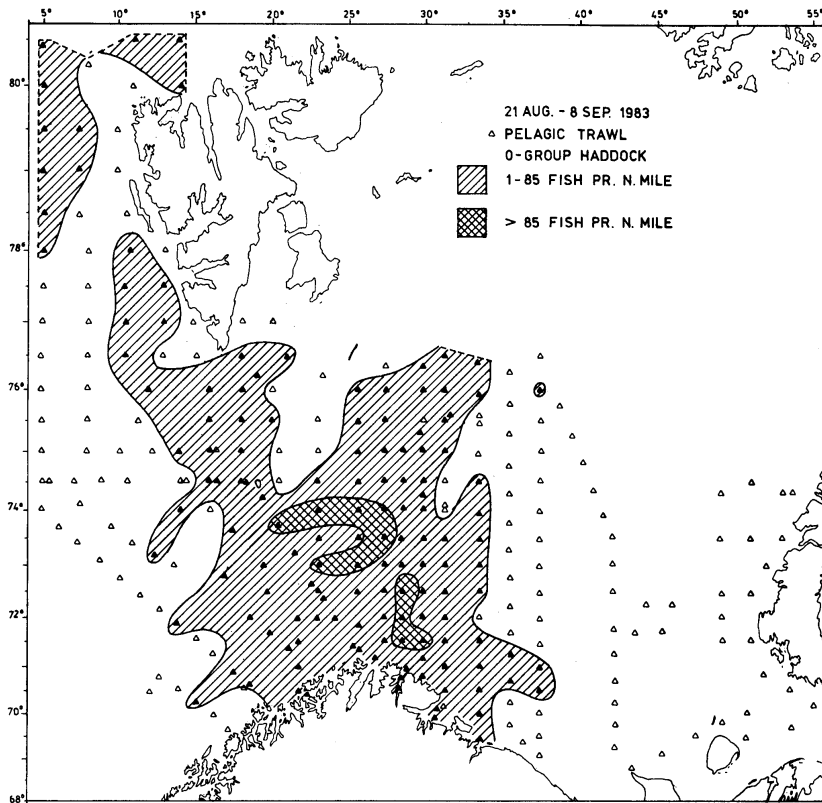 5° 10° 15° 20° 25° 30° 35° 40° 45° 50° 55°
80°
21 AUG. - 8 SEP. 1983
△ PELAGIC TRAWL
0-GROUP HADDOCK
1-85 FISH PR. N. MILE
> 85 FISH PR. N. MILE
78°
76°
74°
72°
70°
68°